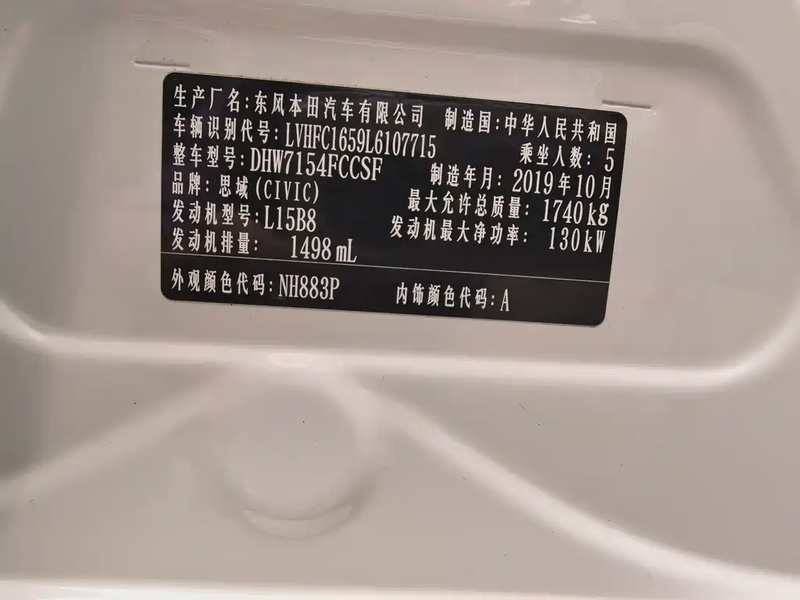 生产厂名:东风本田汽车有限公司 制造国:中华人民共和国
车辆识别代号:LVHFC1659L6107715 乘坐人数:5
整车型号:DHW7154FCCSF 制造年月:2019年10月
品牌:思域(CIVIC) 最大允许总质量:1740kg
发动机型号:L15B8 发动机最大净功率:130kW
发动机排量:1498mL
外观颜色代码:NH883P 内饰颜色代码:A